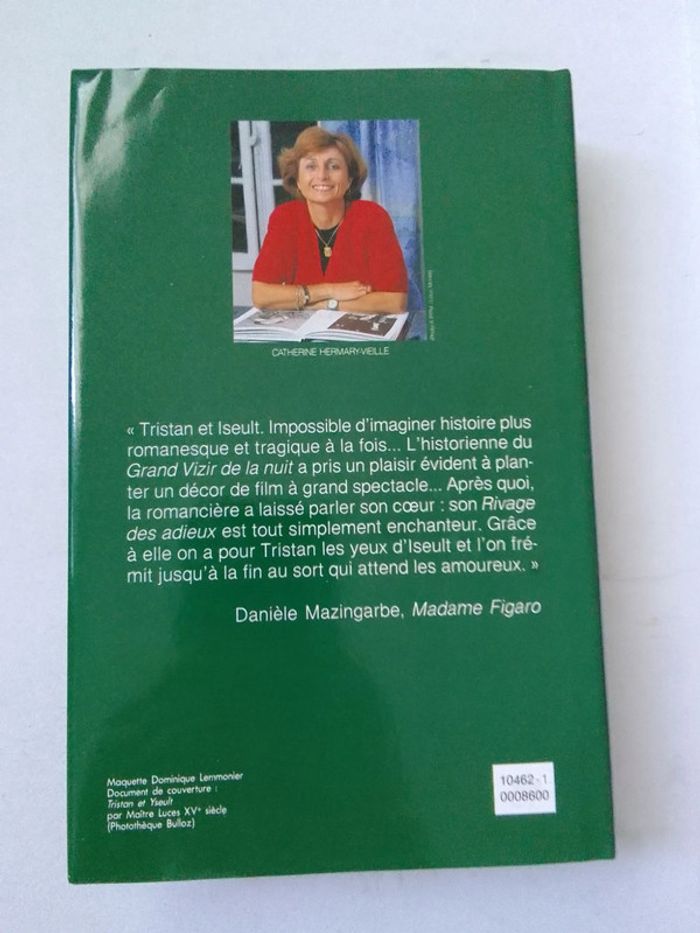 CATHERINE HERMARY-VIEILLE
« Tristan et Iseult. Impossible d'imaginer histoire plus
romanesque et tragique à la fois... L'historienne du
Grand Vizir de la nuit a pris un plaisir évident à plan-
ter un décor de film à grand spectacle... Après quoi,
la romancière a laissé parler son cœur : son Rivage
des adieux est tout simplement enchanteur. Grâce
à elle on a pour Tristan les yeux d'Iseult et l'on fré-
mit jusqu'à la fin au sort qui attend les amoureux. »
Danièle Mazingarbe, Madame Figaro
Maquette Dominique Lemmonier
Document de couverture :
Tristan et Yseult
par Maître Luces XVe siècle
(Photothèque Bulloz)
10462-1
0008600